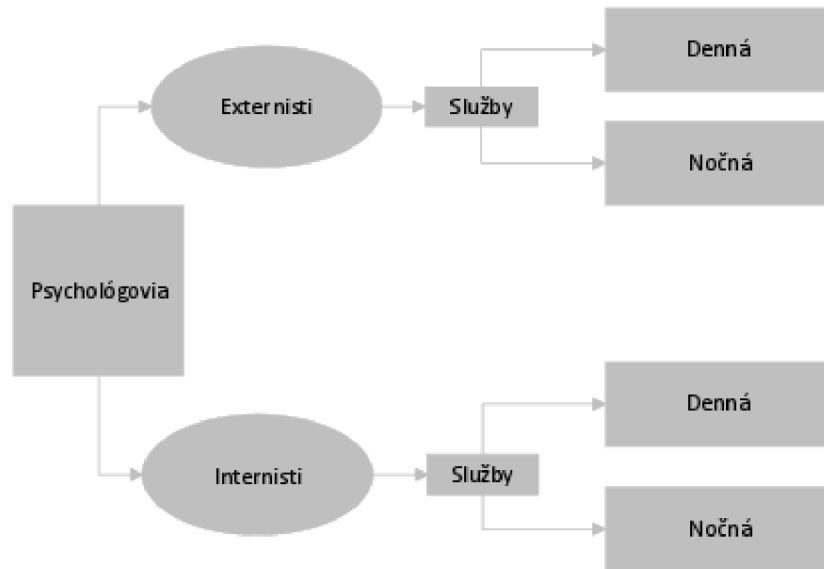 Denná
Externisti
Služby
Nočná
Psychológovia
Denná
Internisti
Služby
Nočná